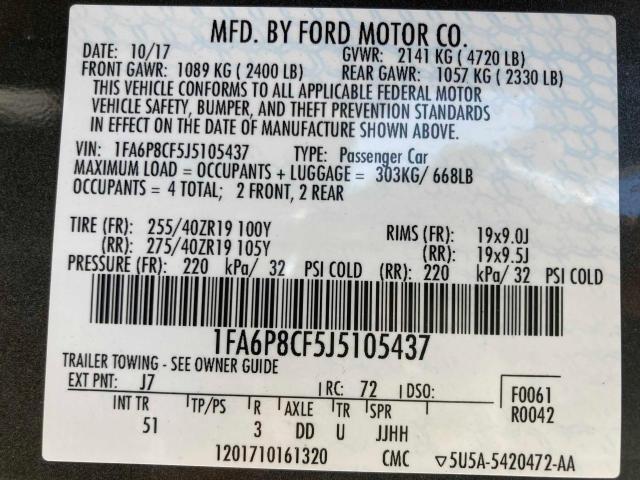 MFD. BY FORD MOTOR CO.
DATE: 10/17 GVWR: 2141 KG ( 4720 LB)
FRONT GAWR: 1089 KG ( 2400 LB) REAR GAWR: 1057 KG ( 2330 LB)
THIS VEHICLE CONFORMS TO ALL APPLICABLE FEDERAL MOTOR
VEHICLE SAFETY, BUMPER, AND THEFT PREVENTION STANDARDS
IN EFFECT ON THE DATE OF MANUFACTURE SHOWN ABOVE.
VIN: 1FA6P8CF5J5105437 TYPE: Passenger Car
MAXIMUM LOAD = OCCUPANTS + LUGGAGE = 303KG/ 668LB
OCCUPANTS = 4 TOTAL; 2 FRONT, 2 REAR
TIRE (FR): 255/40ZR19 100Y RIMS (FR): 19x9.0J
(RR): 275/40ZR19 105Y (RR): 19x9.5J
PRESSURE (FR): 220 kPa/ 32 PSI COLD (RR): 220 kPa/ 32 PSI COLD
1FA6P8CF5J5105437
TRAILER TOWING - SEE OWNER GUIDE
EXT PNT: J7 RC: 72 DSO: F0061
R0042
INT TR TP/PS R AXLE TR SPR
51 3 DD U JJHH
1201710161320 CMC ▽5U5A-5420472-AA